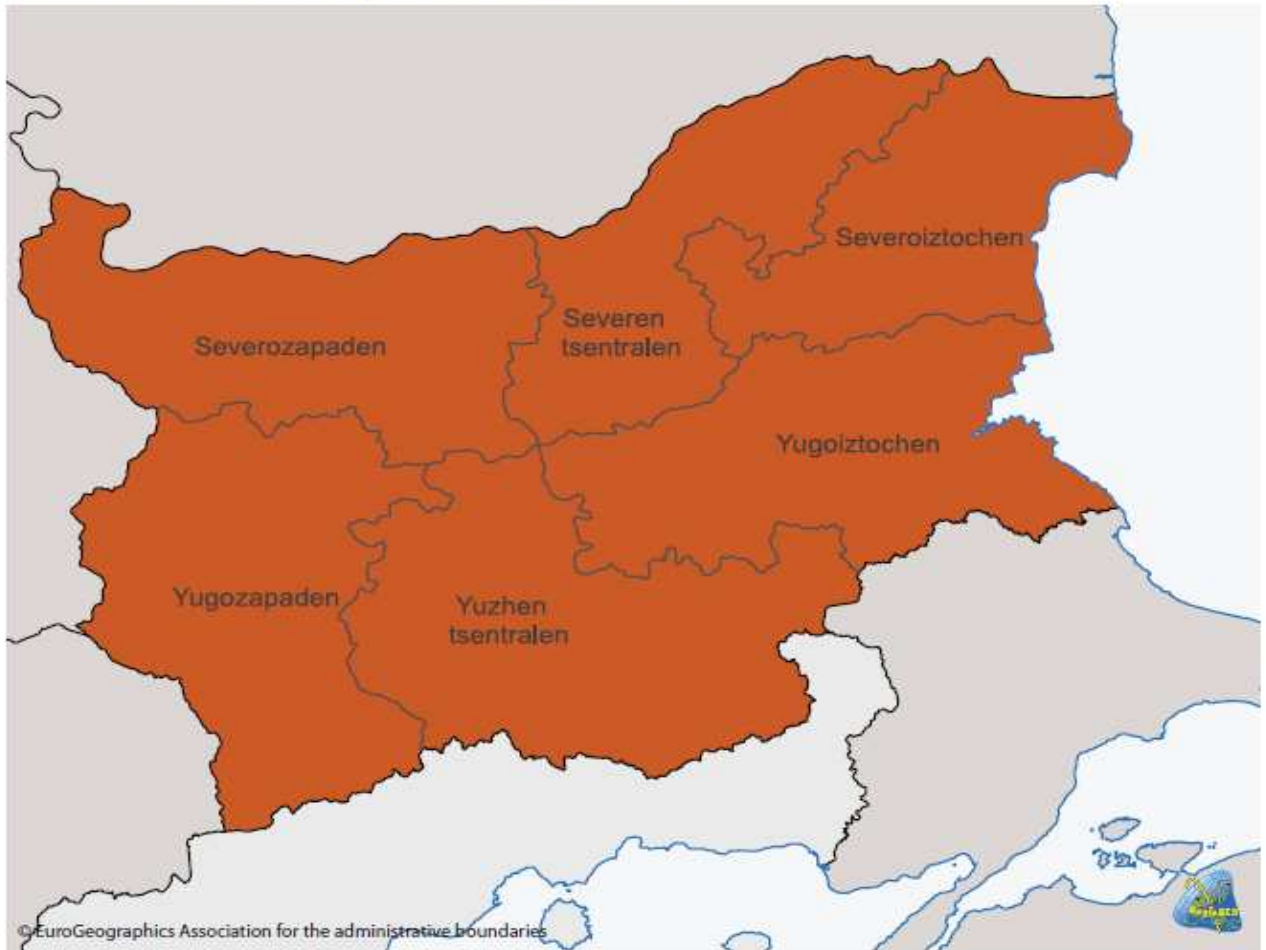 Severoiztochen
Severen
tsentralen
Severozapaden
Yugoiztochen
Yugozapaden
Yuzhen
tsentralen
© EuroGeographics Association for the administrative boundaries